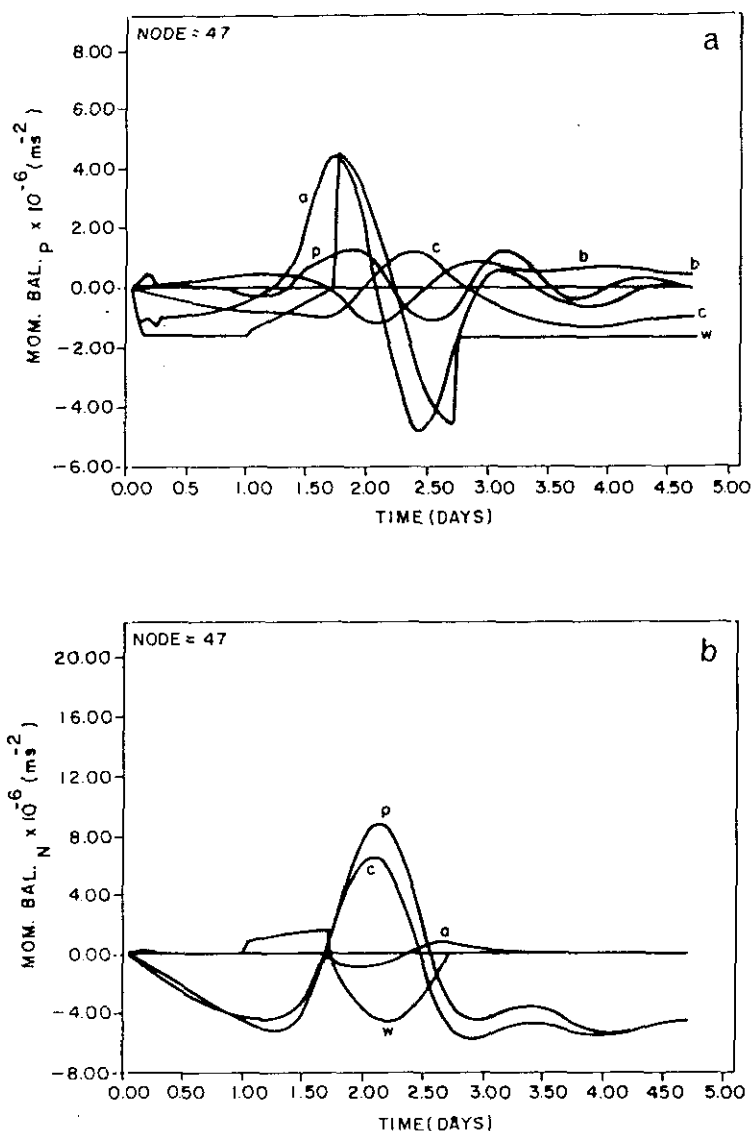 NODE = 47
a
8.00
6.00
4.00
2.00
0.00
-2.00
-4.00
-6.00
MOM. BAL. P x 10^-6 (ms^-2)
a
p
c
b
b
c
w
0.00 0.5 1.00 1.50 2.00 2.50 3.00 3.50 4.00 4.50 5.00
TIME (DAYS)
NODE = 47
b
20.00
16.00
12.00
8.00
4.00
0.00
-4.00
-8.00
MOM. BAL. N x 10^-6 (ms^-2)
p
c
a
w
0.00 0.50 1.00 1.50 2.00 2.50 3.00 3.50 4.00 4.50 5.00
TIME (DAYS)